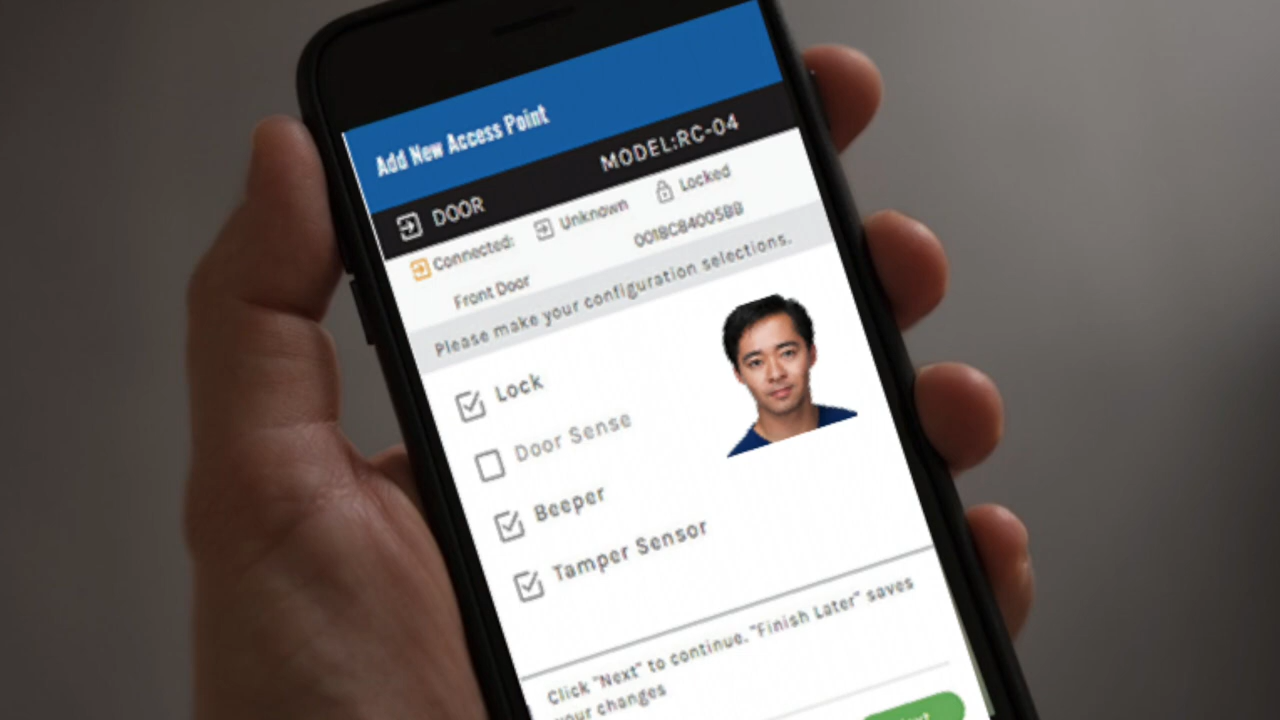 Add New Access Point
DOOR MODEL:RC-04
Connected: Unknown Locked
Front Door 001BC84005BB
Please make your configuration selections.
Lock
Door Sense
Beeper
Tamper Sensor
Click "Next" to continue. "Finish Later" saves
your changes